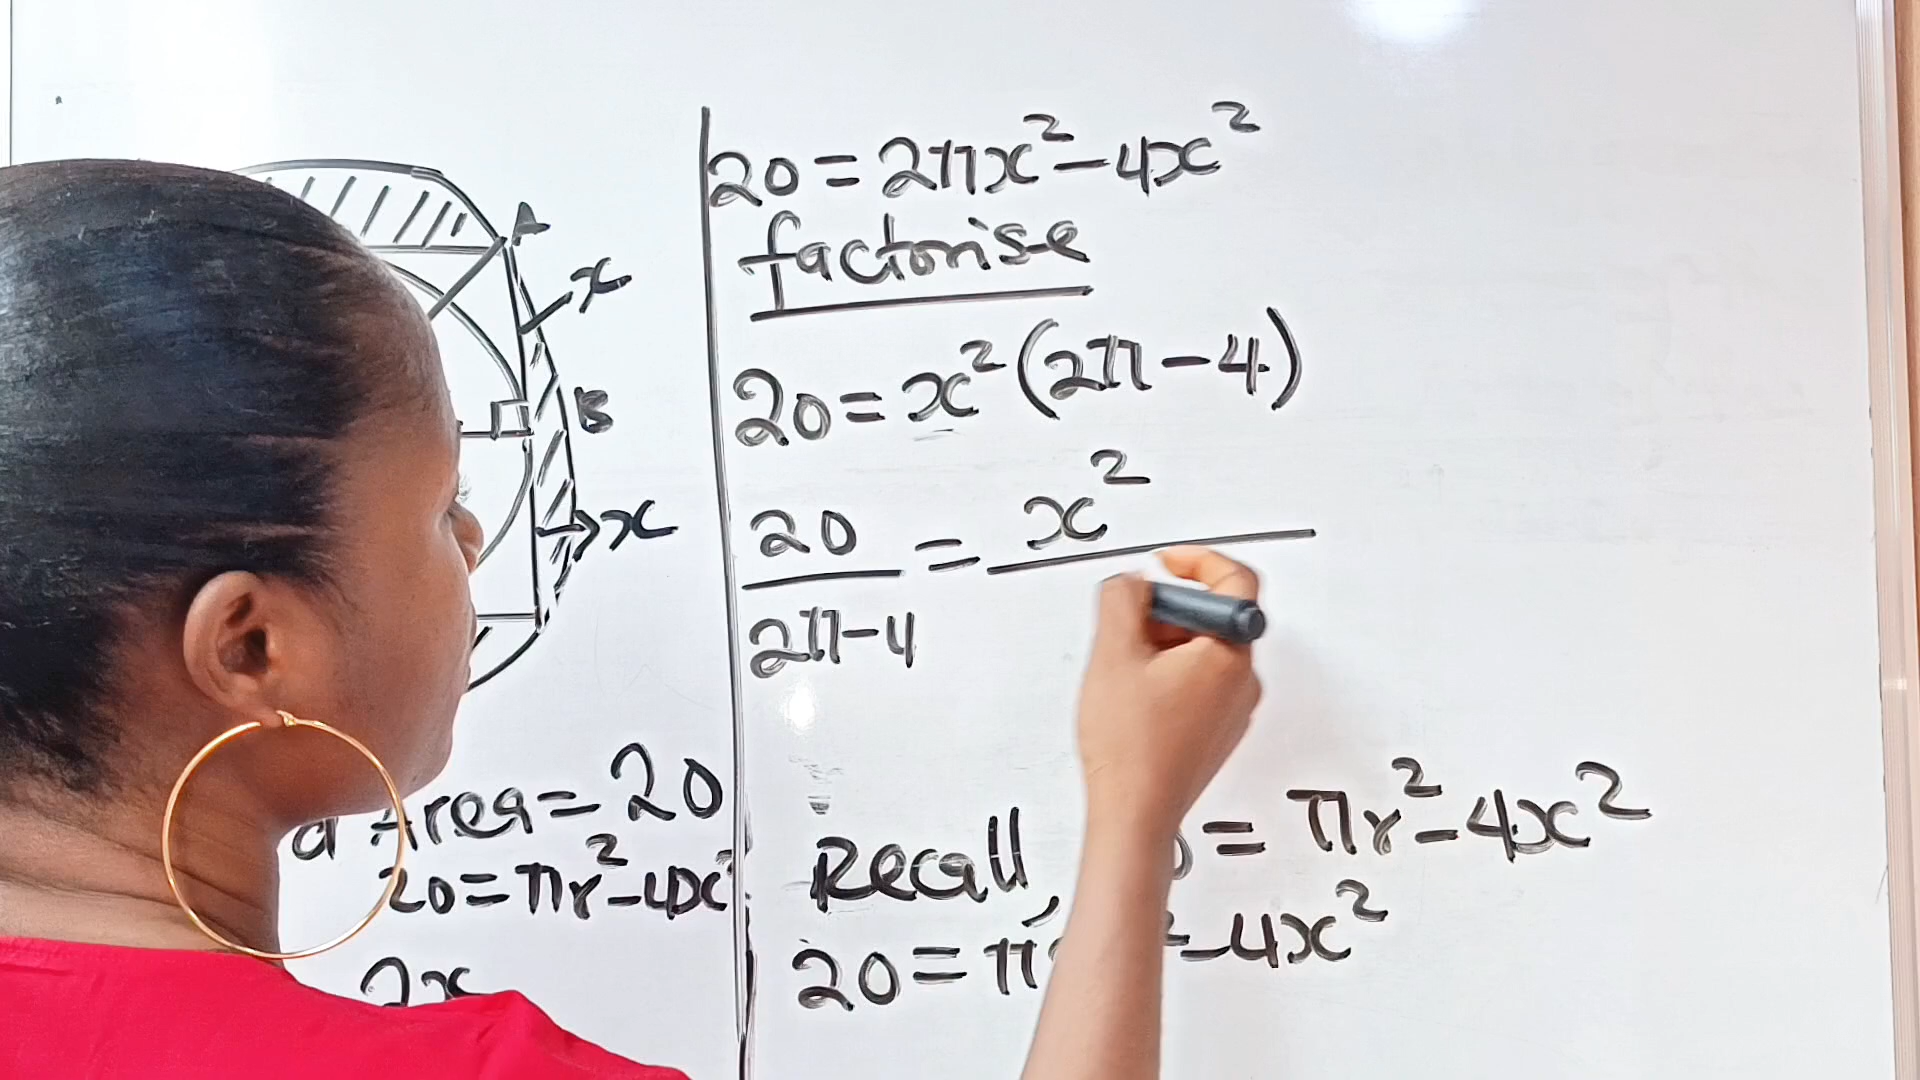 A
x
B
x
Area = 20
20 = πr² - 4x²
2x
20 = 2πx² - 4x²
factorise
20 = x² (2π - 4)
20 = x²
2π - 4
Recall, = πr² - 4x²
20 = π ² - 4x²